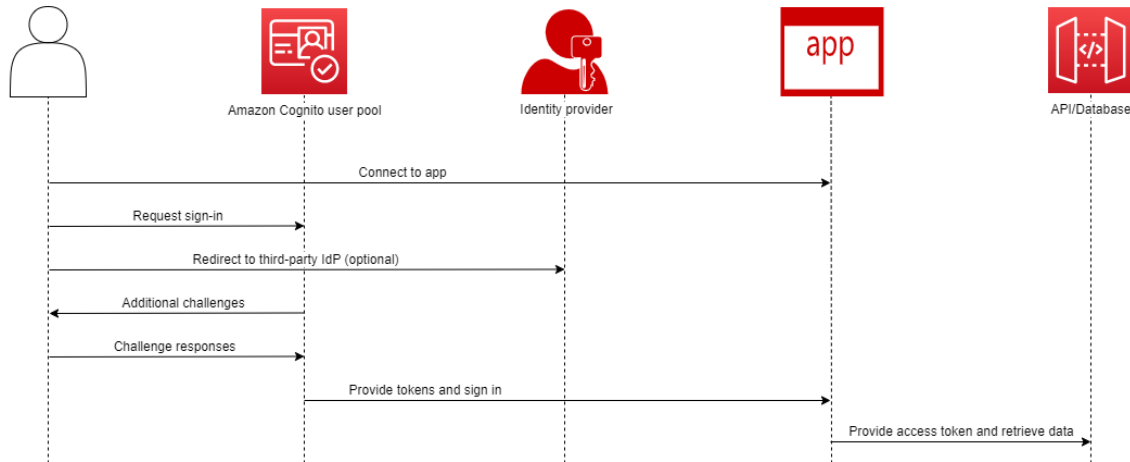 app
Amazon Cognito user pool
Identity provider
API/Database
Connect to app
Request sign-in
Redirect to third-party IdP (optional)
Additional challenges
Challenge responses
Provide tokens and sign in
Provide access token and retrieve data